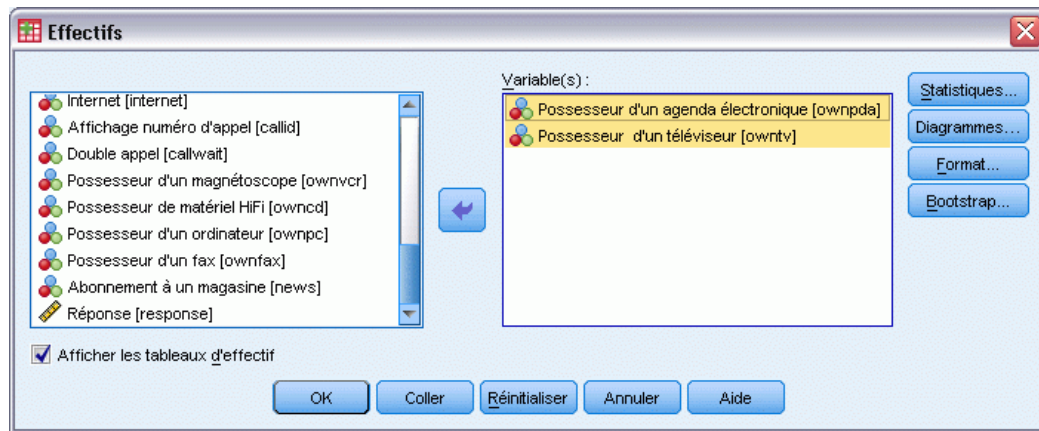 Effectifs
Internet [internet]
Affichage numéro d'appel [callid]
Double appel [callwait]
Possesseur d'un magnétoscope [ownvcr]
Possesseur de matériel HiFi [owncd]
Possesseur d'un ordinateur [ownpc]
Possesseur d'un fax [ownfax]
Abonnement à un magasine [news]
Réponse [response]
Variable(s) :
Possesseur d'un agenda électronique [ownpda]
Possesseur d'un téléviseur [owntv]
Statistiques...
Diagrammes...
Format...
Bootstrap...
Afficher les tableaux d'effectif
OK
Coller
Réinitialiser
Annuler
Aide